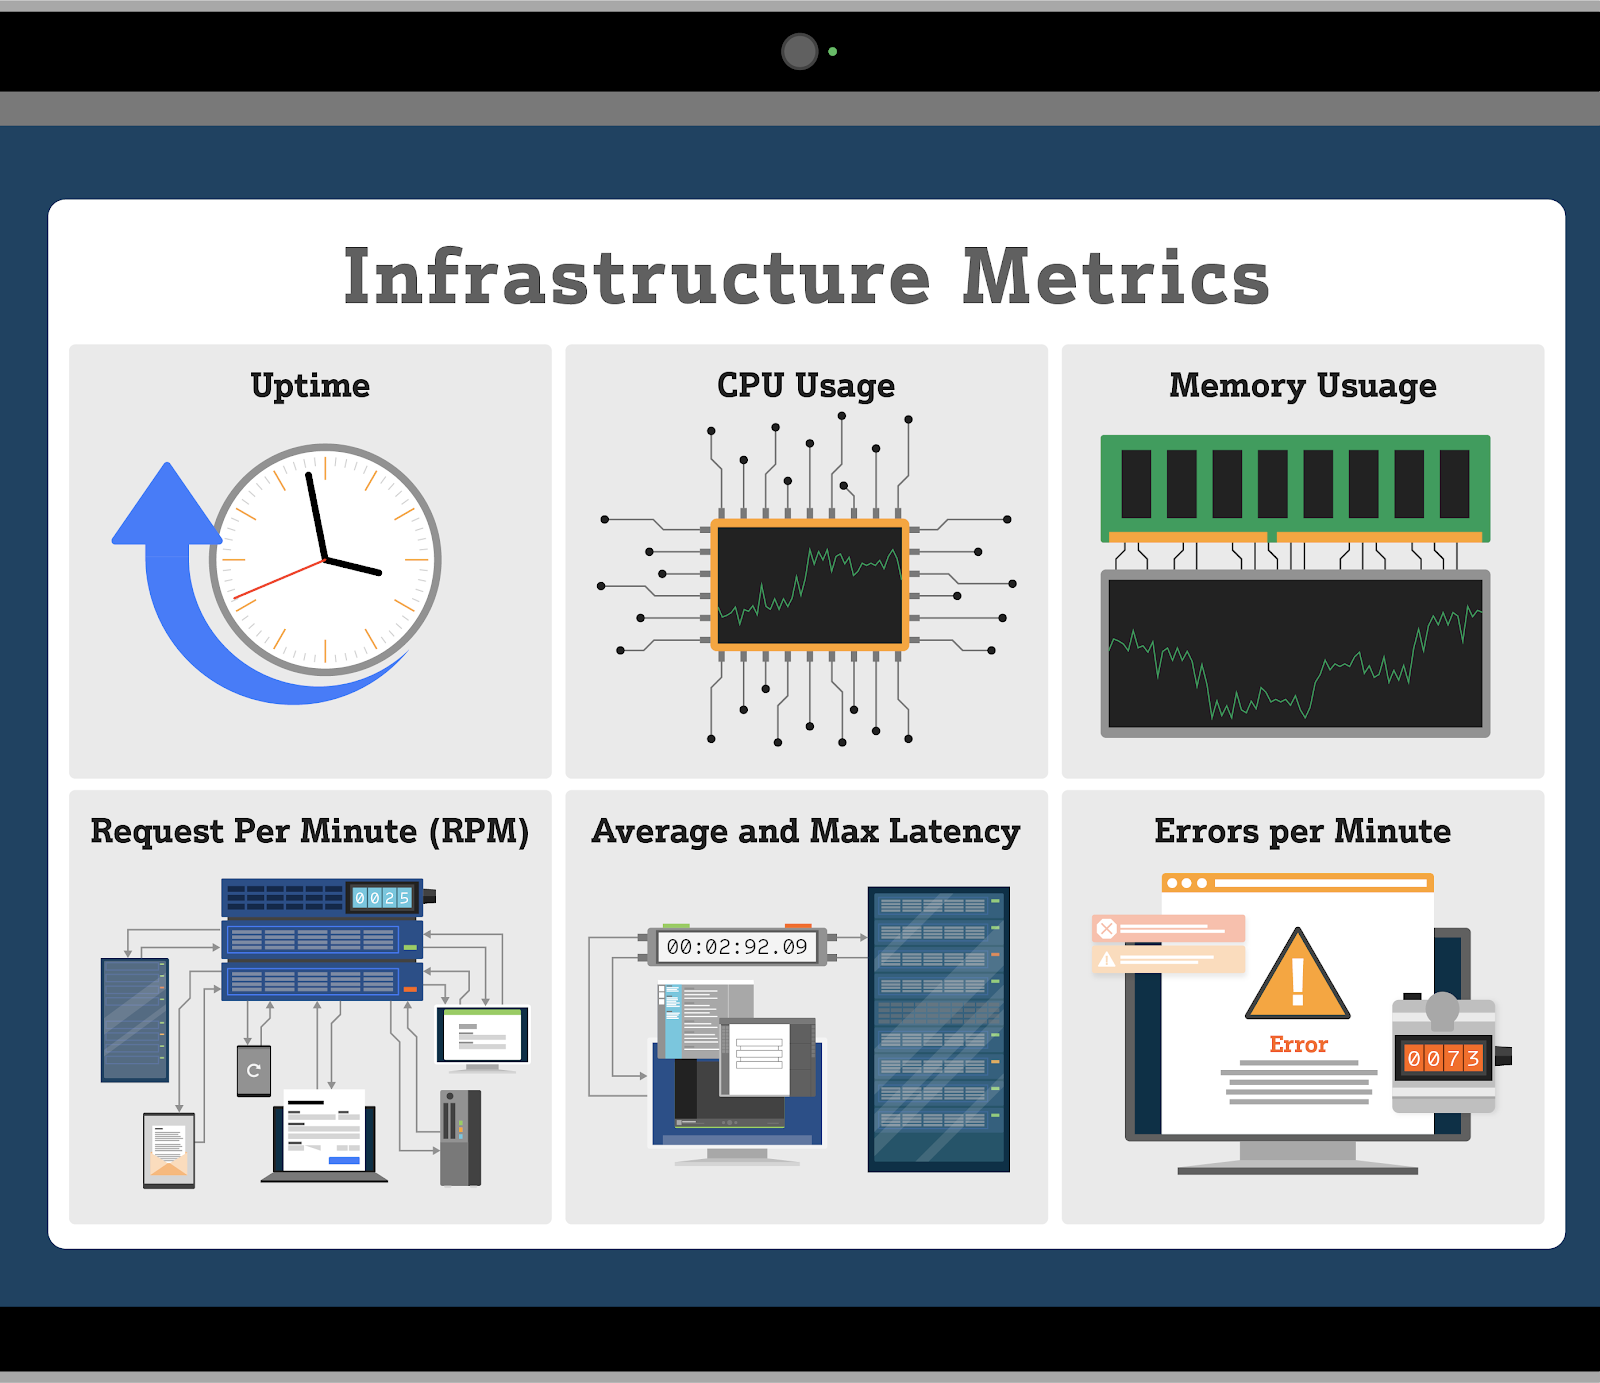 Infrastructure Metrics
Uptime
CPU Usage
Memory Usuage
Request Per Minute (RPM)
0025
Average and Max Latency
00:02:92.09
Errors per Minute
Error
0073